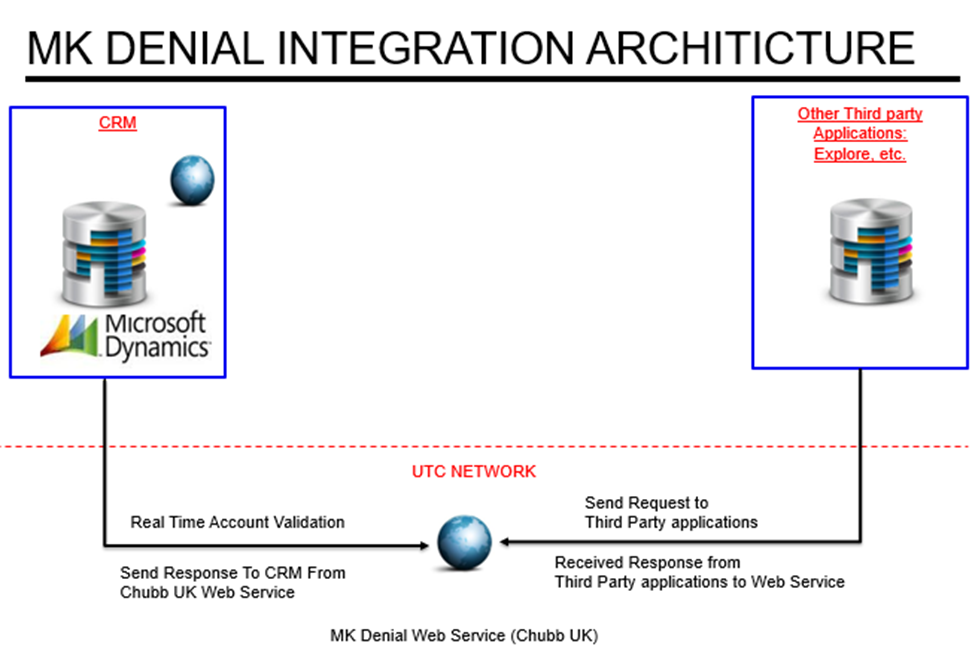 MK DENIAL INTEGRATION ARCHITICTURE
CRM
Microsoft
Dynamics
Other Third party
Applications:
Explore, etc.
UTC NETWORK
Real Time Account Validation
Send Response To CRM From
Chubb UK Web Service
Send Request to
Third Party applications
Received Response from
Third Party applications to Web Service
MK Denial Web Service (Chubb UK)